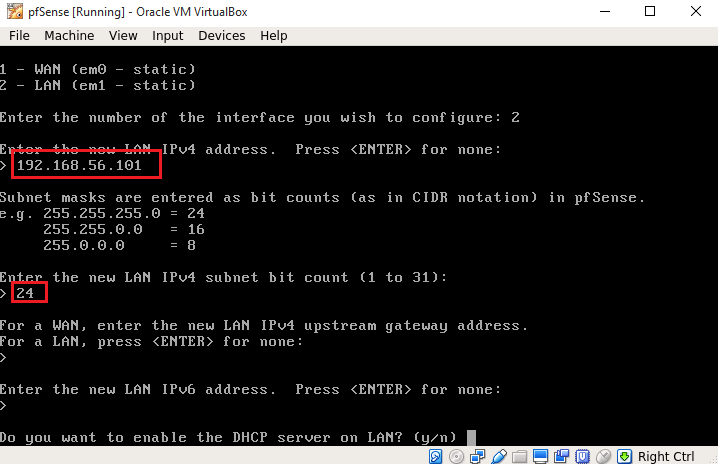 pfSense [Running] - Oracle VM VirtualBox
File Machine View Input Devices Help
1 - WAN (em0 - static)
2 - LAN (em1 - static)
Enter the number of the interface you wish to configure: 2
Enter the new LAN IPv4 address. Press <ENTER> for none:
> 192.168.56.101
Subnet masks are entered as bit counts (as in CIDR notation) in pfSense.
e.g. 255.255.255.0 = 24
255.255.0.0 = 16
255.0.0.0 = 8
Enter the new LAN IPv4 subnet bit count (1 to 31):
> 24
For a WAN, enter the new LAN IPv4 upstream gateway address.
For a LAN, press <ENTER> for none:
>
Enter the new LAN IPv6 address. Press <ENTER> for none:
>
Do you want to enable the DHCP server on LAN? (y/n)
Right Ctrl